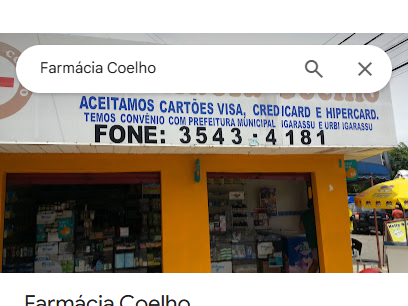 Farmácia Coelho
Coelho
ACEITAMOS CARTÕES VISA, CREDICARD E HIPERCARD.
TEMOS CONVÊNIO COM PREFEITURA MUNICIPAL IGARASSU E URBI IGARASSU
FONE: 3543-4181
Farmácia Coelho